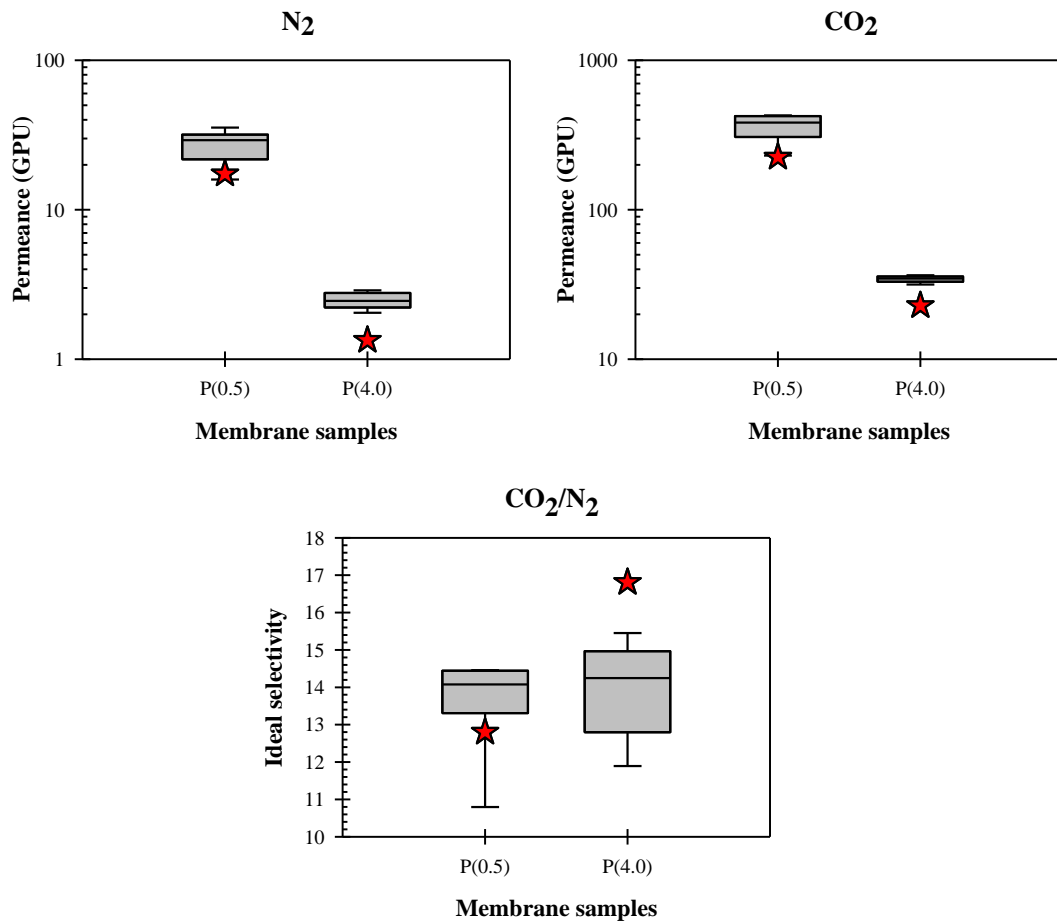 N2
100
10
1
Permeance (GPU)
P(0.5) P(4.0)
Membrane samples
CO2
1000
100
10
Permeance (GPU)
P(0.5) P(4.0)
Membrane samples
CO2/N2
18
17
16
15
14
13
12
11
10
Ideal selectivity
P(0.5) P(4.0)
Membrane samples